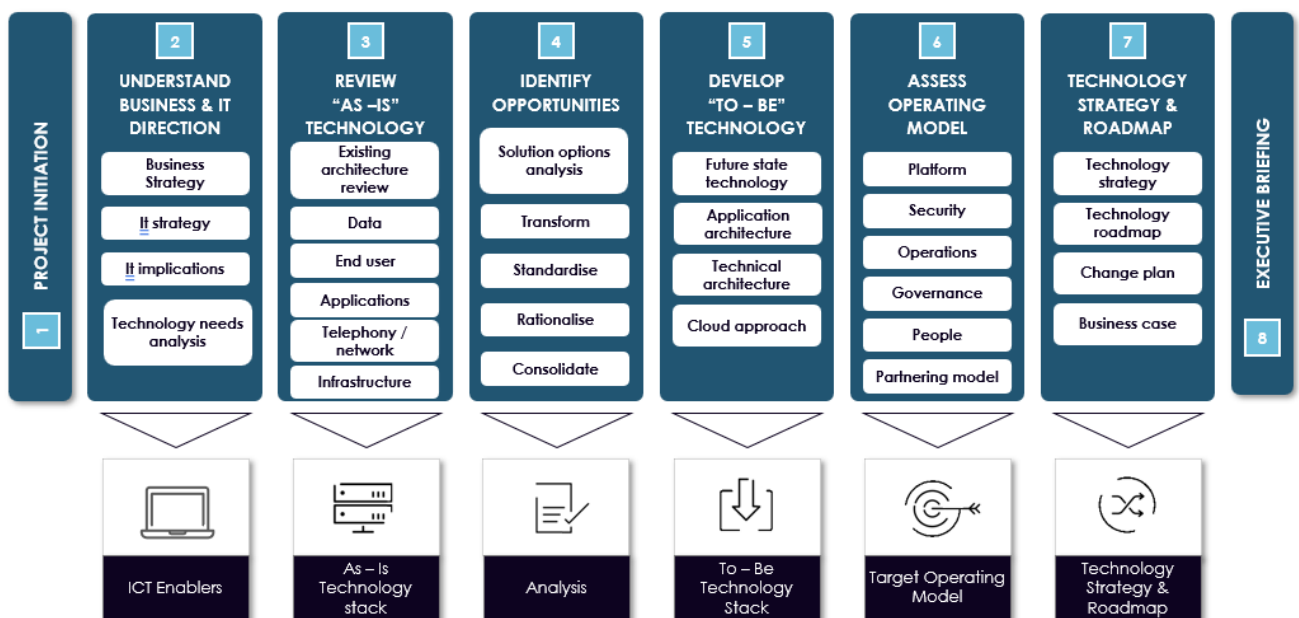 1
PROJECT INITIATION
2
UNDERSTAND
BUSINESS & IT
DIRECTION
Business
Strategy
It strategy
It implications
Technology needs
analysis
ICT Enablers
3
REVIEW
“AS –IS”
TECHNOLOGY
Existing
architecture
review
Data
End user
Applications
Telephony /
network
Infrastructure
As – Is
Technology
stack
4
IDENTIFY
OPPORTUNITIES
Solution options
analysis
Transform
Standardise
Rationalise
Consolidate
Analysis
5
DEVELOP
“TO – BE”
TECHNOLOGY
Future state
technology
Application
architecture
Technical
architecture
Cloud approach
To – Be
Technology
Stack
6
ASSESS
OPERATING
MODEL
Platform
Security
Operations
Governance
People
Partnering model
Target Operating
Model
7
TECHNOLOGY
STRATEGY &
ROADMAP
Technology
strategy
Technology
roadmap
Change plan
Business case
Technology
Strategy &
Roadmap
EXECUTIVE BRIEFING
8